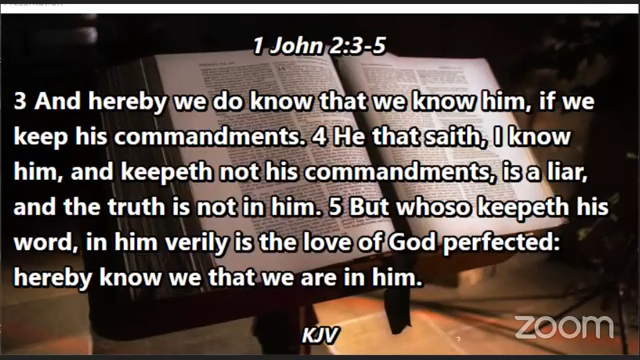 1 John 2:3-5
3 And hereby we do know that we know him, if we
keep his commandments. 4 He that saith, I know
him, and keepeth not his commandments, is a liar,
and the truth is not in him. 5 But whoso keepeth his
word, in him verily is the love of God perfected:
hereby know we that we are in him.
KJV
zoom